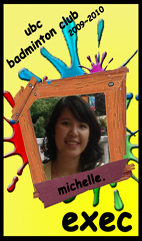 ubc
badminton club
2009-2010
michelle.
exec